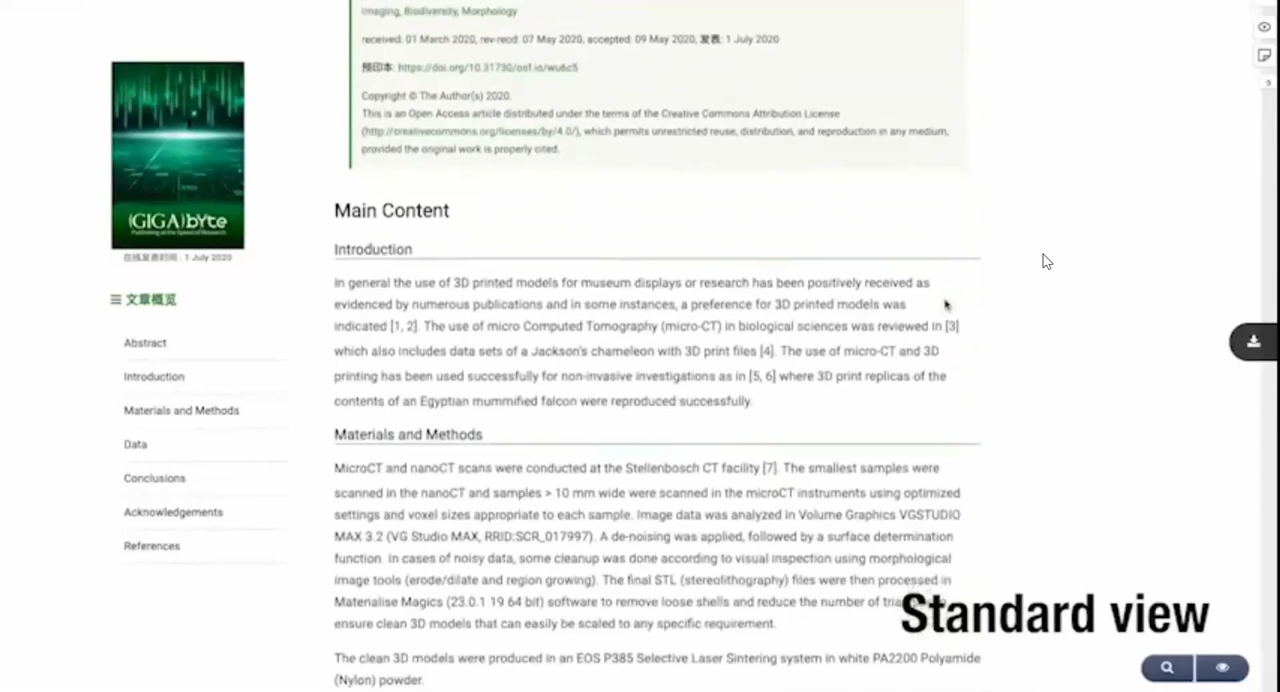 Imaging, Biodiversity, Morphology
received: 01 March 2020, rev-recd: 07 May 2020, accepted: 09 May 2020, 发表: 1 July 2020
预印本: https://doi.org/10.31730/osf.io/wu6c5
Copyright © The Author(s) 2020.
This is an Open Access article distributed under the terms of the Creative Commons Attribution License
(http://creativecommons.org/licenses/by/4.0/), which permits unrestricted reuse, distribution, and reproduction in any medium,
provided the original work is properly cited.
(GIGA)byte
Publishing at the Speed of Research
在线发表时间 : 1 July 2020
文章概览
Abstract
Introduction
Materials and Methods
Data
Conclusions
Acknowledgements
References
Main Content
Introduction
In general the use of 3D printed models for museum displays or research has been positively received as
evidenced by numerous publications and in some instances, a preference for 3D printed models was
indicated [1, 2]. The use of micro Computed Tomography (micro-CT) in biological sciences was reviewed in [3]
which also includes data sets of a Jackson's chameleon with 3D print files [4]. The use of micro-CT and 3D
printing has been used successfully for non-invasive investigations as in [5, 6] where 3D print replicas of the
contents of an Egyptian mummified falcon were reproduced successfully.
Materials and Methods
MicroCT and nanoCT scans were conducted at the Stellenbosch CT facility [7]. The smallest samples were
scanned in the nanoCT and samples > 10 mm wide were scanned in the microCT instruments using optimized
settings and voxel sizes appropriate to each sample. Image data was analyzed in Volume Graphics VGSTUDIO
MAX 3.2 (VG Studio MAX, RRID:SCR_017997). A de-noising was applied, followed by a surface determination
function. In cases of noisy data, some cleanup was done according to visual inspection using morphological
image tools (erode/dilate and region growing). The final STL (stereolithography) files were then processed in
Materialise Magics (23.0.1 19 64 bit) software to remove loose shells and reduce the number of
ensure clean 3D models that can easily be scaled to any specific requirement.
The clean 3D models were produced in an EOS P385 Selective Laser Sintering system in white PA2200 Polyamide
(Nylon) powder.
Standard view